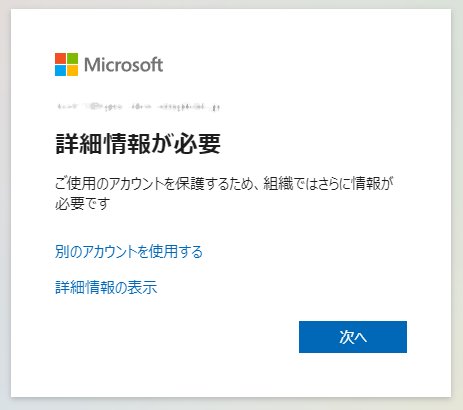 Microsoft
詳細情報が必要
ご使用のアカウントを保護するため、組織ではさらに情報が
必要です
別のアカウントを使用する
詳細情報の表示
次へ